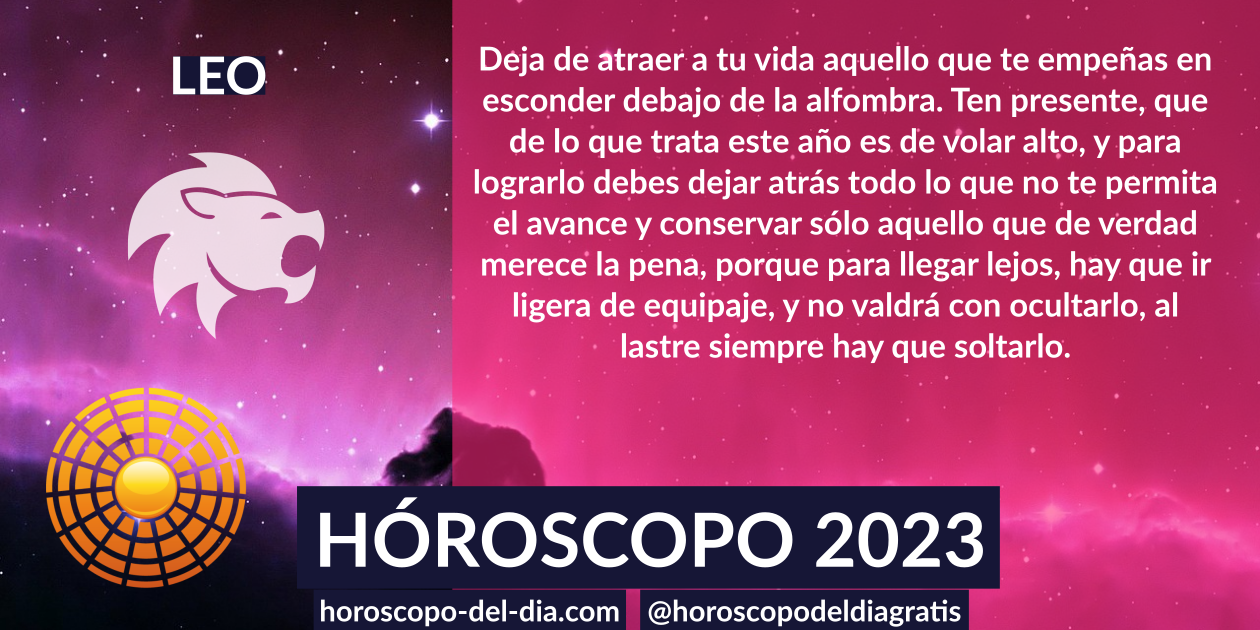 LEO
Deja de atraer a tu vida aquello que te empeñas en
esconder debajo de la alfombra. Ten presente, que
de lo que trata este año es de volar alto, y para
lograrlo debes dejar atrás todo lo que no te permita
el avance y conservar sólo aquello que de verdad
merece la pena, porque para llegar lejos, hay que ir
ligera de equipaje, y no valdrá con ocultarlo, al
lastre siempre hay que soltarlo.
HÓROSCOPO 2023
horoscopo-del-dia.com @horoscopodeldiagratis